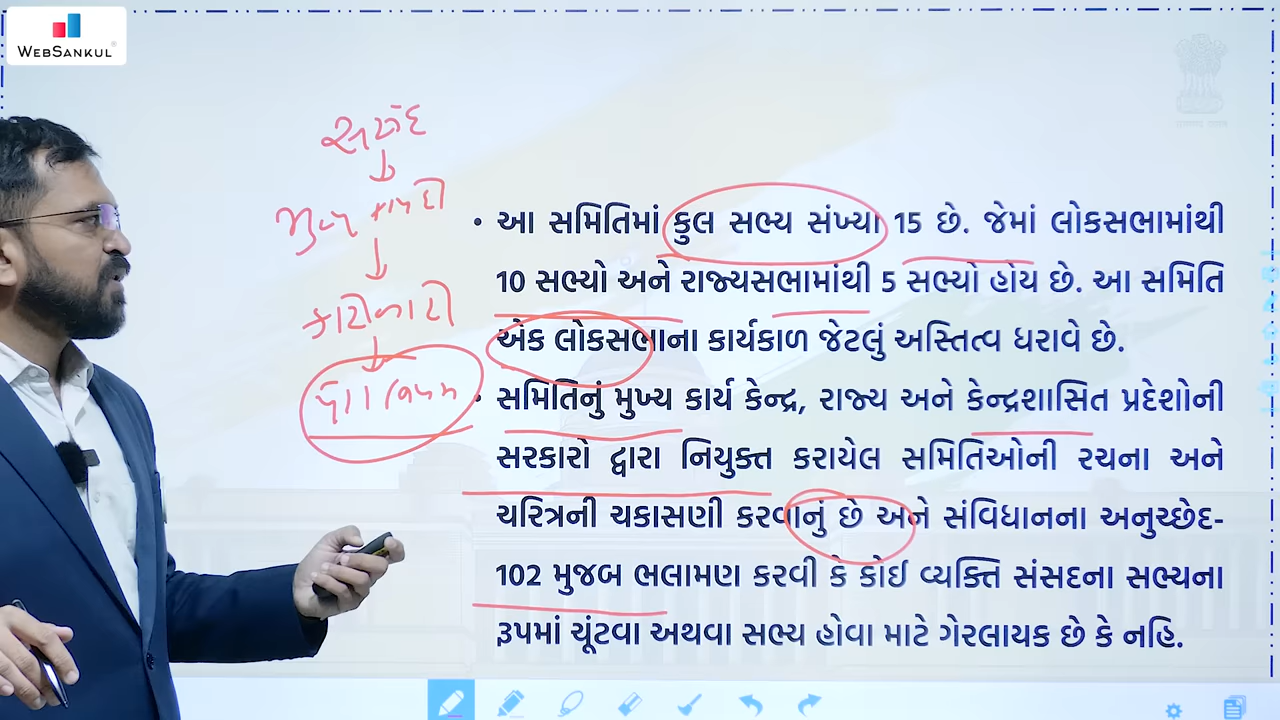 WEBSANKUL
સંસદ
મુખ્ય કાયદો
કારોબારી
પેટા નિયમ
• આ સમિતિમાં કુલ સભ્ય સંખ્યા 15 છે. જેમાં લોકસભામાંથી
10 સભ્યો અને રાજ્યસભામાંથી 5 સભ્યો હોય છે. આ સમિતિ
એક લોકસભાના કાર્યકાળ જેટલું અસ્તિત્વ ધરાવે છે.
• સમિતિનું મુખ્ય કાર્ય કેન્દ્ર, રાજ્ય અને કેન્દ્રશાસિત પ્રદેશોની
સરકારો દ્વારા નિયુક્ત કરાયેલ સમિતિઓની રચના અને
ચરિત્રની ચકાસણી કરવાનું છે અને સંવિધાનના અનુચ્છેદ-
102 મુજબ ભલામણ કરવી કે કોઈ વ્યક્તિ સંસદના સભ્યના
રૂપમાં ચૂંટવા અથવા સભ્ય હોવા માટે ગેરલાયક છે કે નહિ.